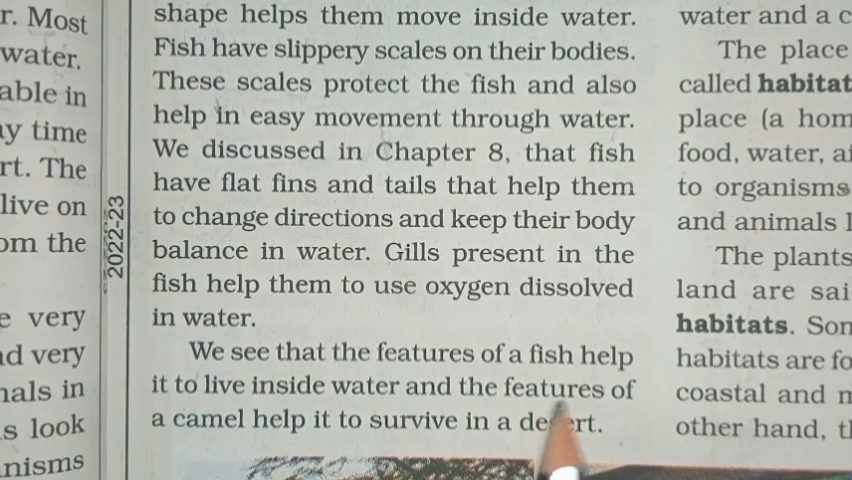 r. Most
water.
able in
time
rt. The
live on
om the
very
nd very
nals in
s look
nisms
2022-23
shape helps them move inside water.
Fish have slippery scales on their bodies.
These scales protect the fish and also
help in easy movement through water.
We discussed in Chapter 8, that fish
have flat fins and tails that help them
to change directions and keep their body
balance in water. Gills present in the
fish help them to use oxygen dissolved
in water.
We see that the features of a fish help
it to live inside water and the features of
a camel help it to survive in a desert.
water and a c
The place
called habitat
place (a hom
food, water, ai
to organisms
and animals l
The plants
land are sai
habitats. Som
habitats are fo
coastal and m
other hand, th